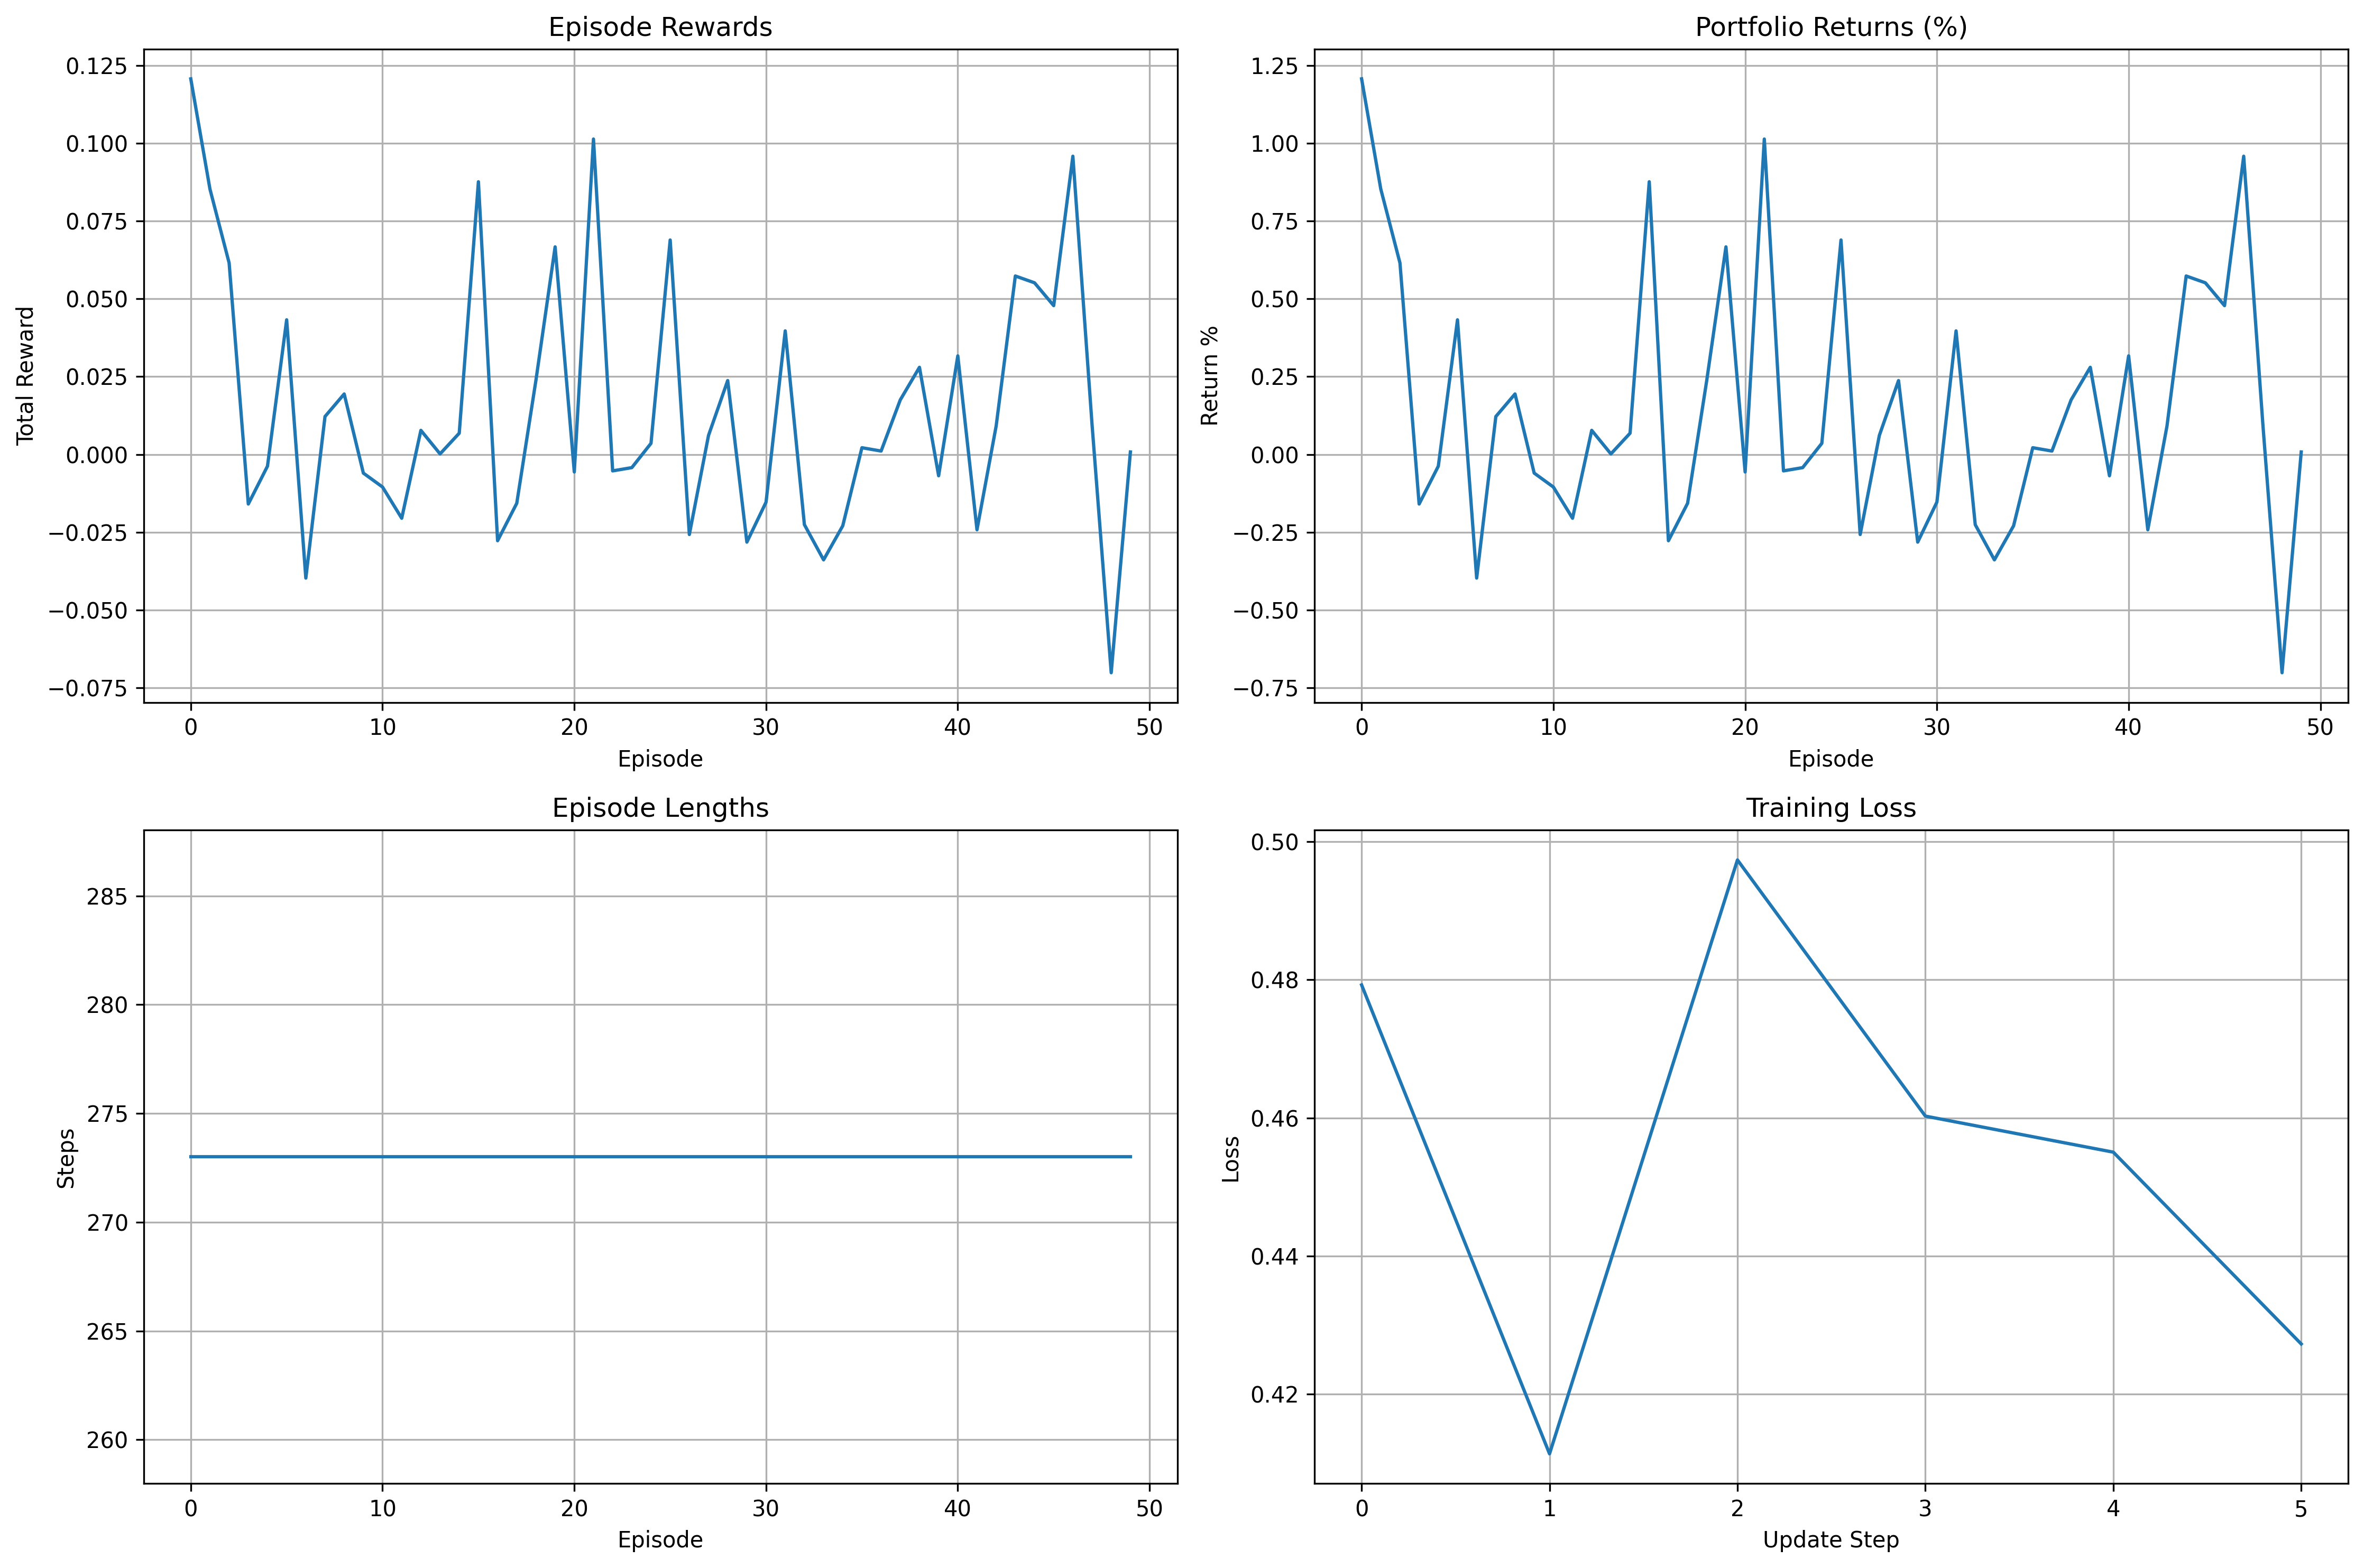 Episode Rewards
Total Reward
0.125
0.100
0.075
0.050
0.025
0.000
−0.025
−0.050
−0.075
0 10 20 30 40 50
Episode
Portfolio Returns (%)
Return %
1.25
1.00
0.75
0.50
0.25
0.00
−0.25
−0.50
−0.75
0 10 20 30 40 50
Episode
Episode Lengths
Steps
285
280
275
270
265
260
0 10 20 30 40 50
Episode
Training Loss
Loss
0.50
0.48
0.46
0.44
0.42
0 1 2 3 4 5
Update Step